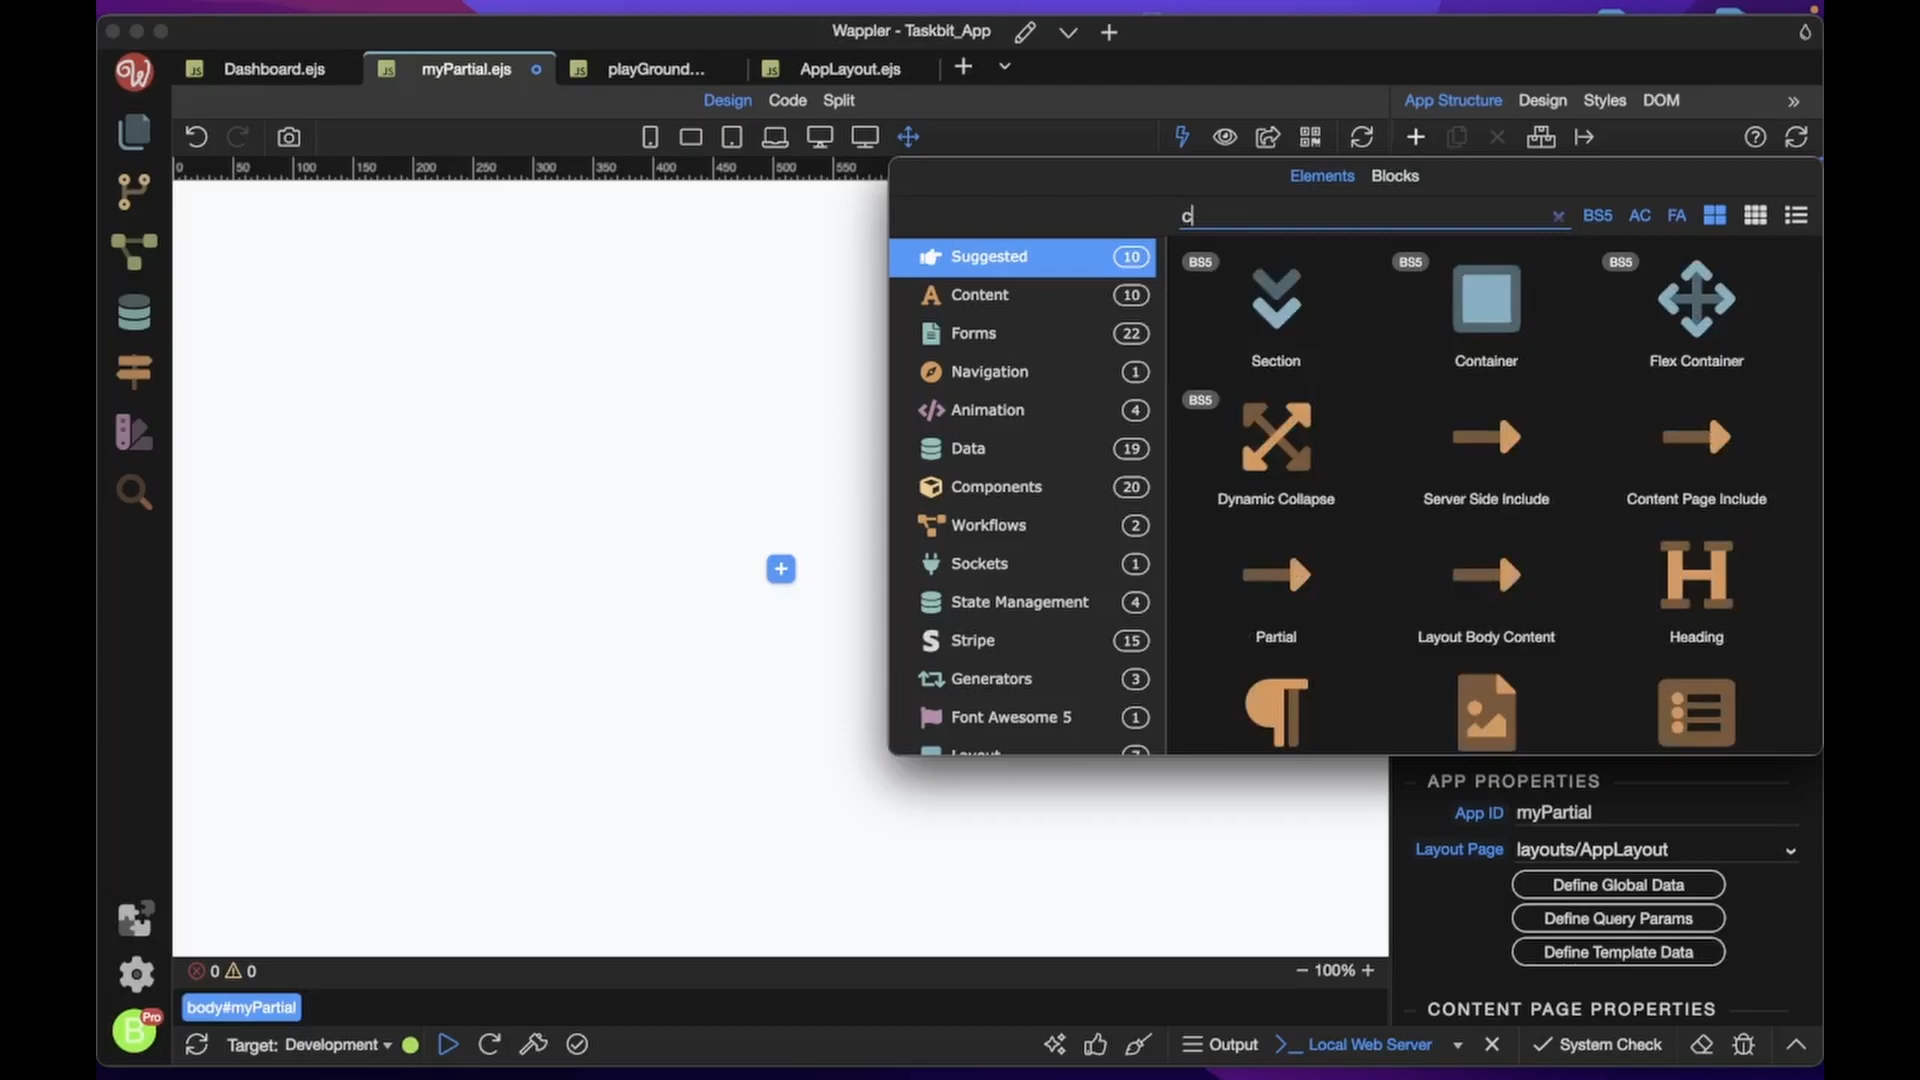 Wappler - Taskbit_App
Dashboard.ejs
myPartial.ejs
playGround...
AppLayout.ejs
Design Code Split
App Structure Design Styles DOM
0 50 100 150 200 250 300 350 400 450 500 550
Elements Blocks
c
BS5 AC FA
Suggested 10
Content 10
Forms 22
Navigation 1
Animation 4
Data 19
Components 20
Workflows 2
Sockets 1
State Management 4
Stripe 15
Generators 3
Font Awesome 5 1
Layout 7
BS5 BS5 BS5
Section Container Flex Container
BS5
Dynamic Collapse Server Side Include Content Page Include
Partial Layout Body Content Heading
APP PROPERTIES
App ID myPartial
Layout Page layouts/AppLayout
Define Global Data
Define Query Params
Define Template Data
CONTENT PAGE PROPERTIES
0 0
100%
body#myPartial
B Pro
Target: Development
Output
Local Web Server
System Check